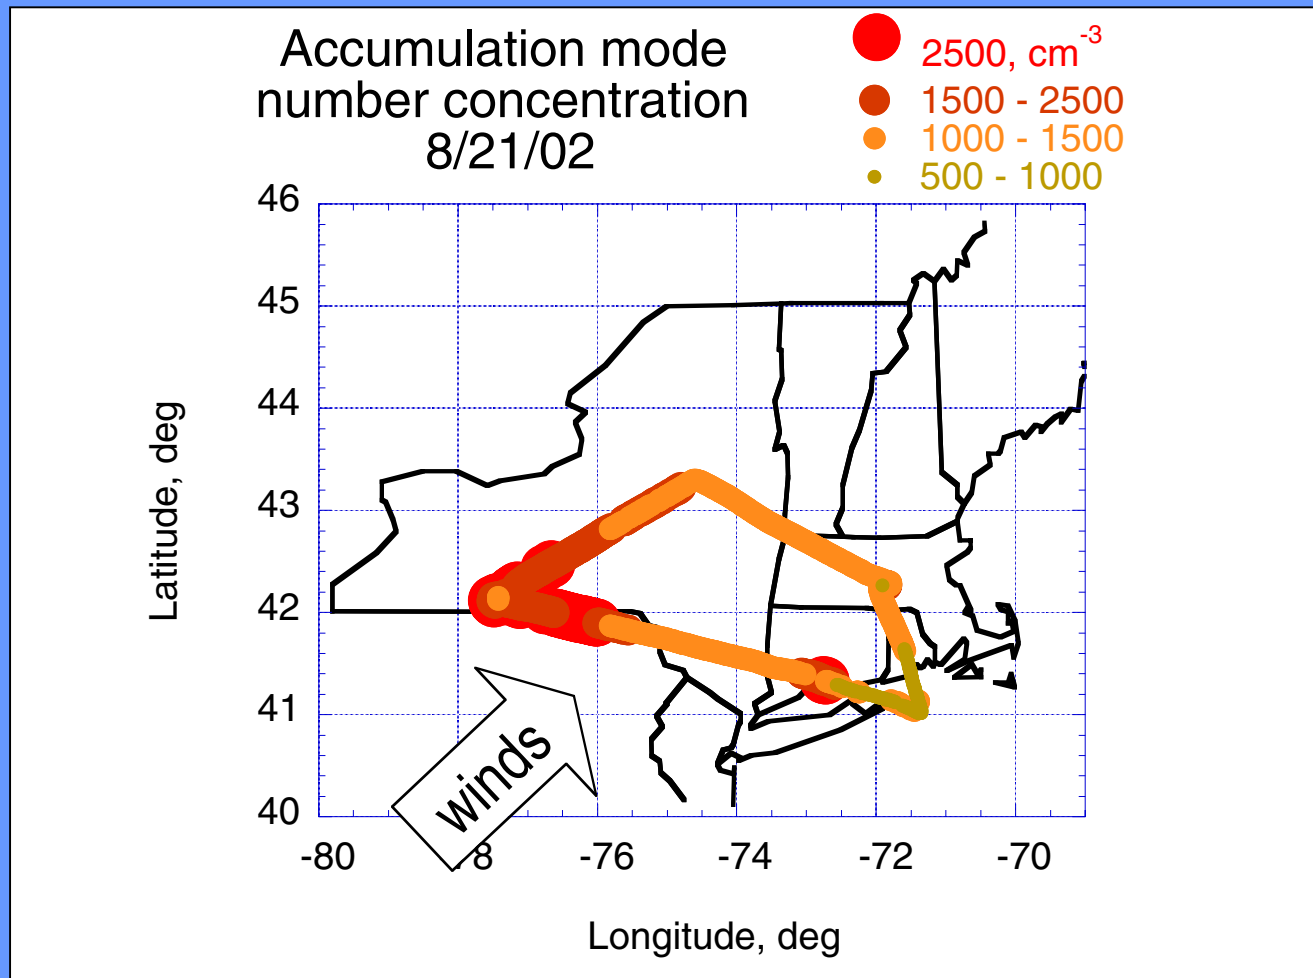 Accumulation mode
number concentration
8/21/02
2500, cm⁻³
1500 - 2500
1000 - 1500
500 - 1000
46
45
44
43
42
41
40
Latitude, deg
winds
-80 8 -76 -74 -72 -70
Longitude, deg